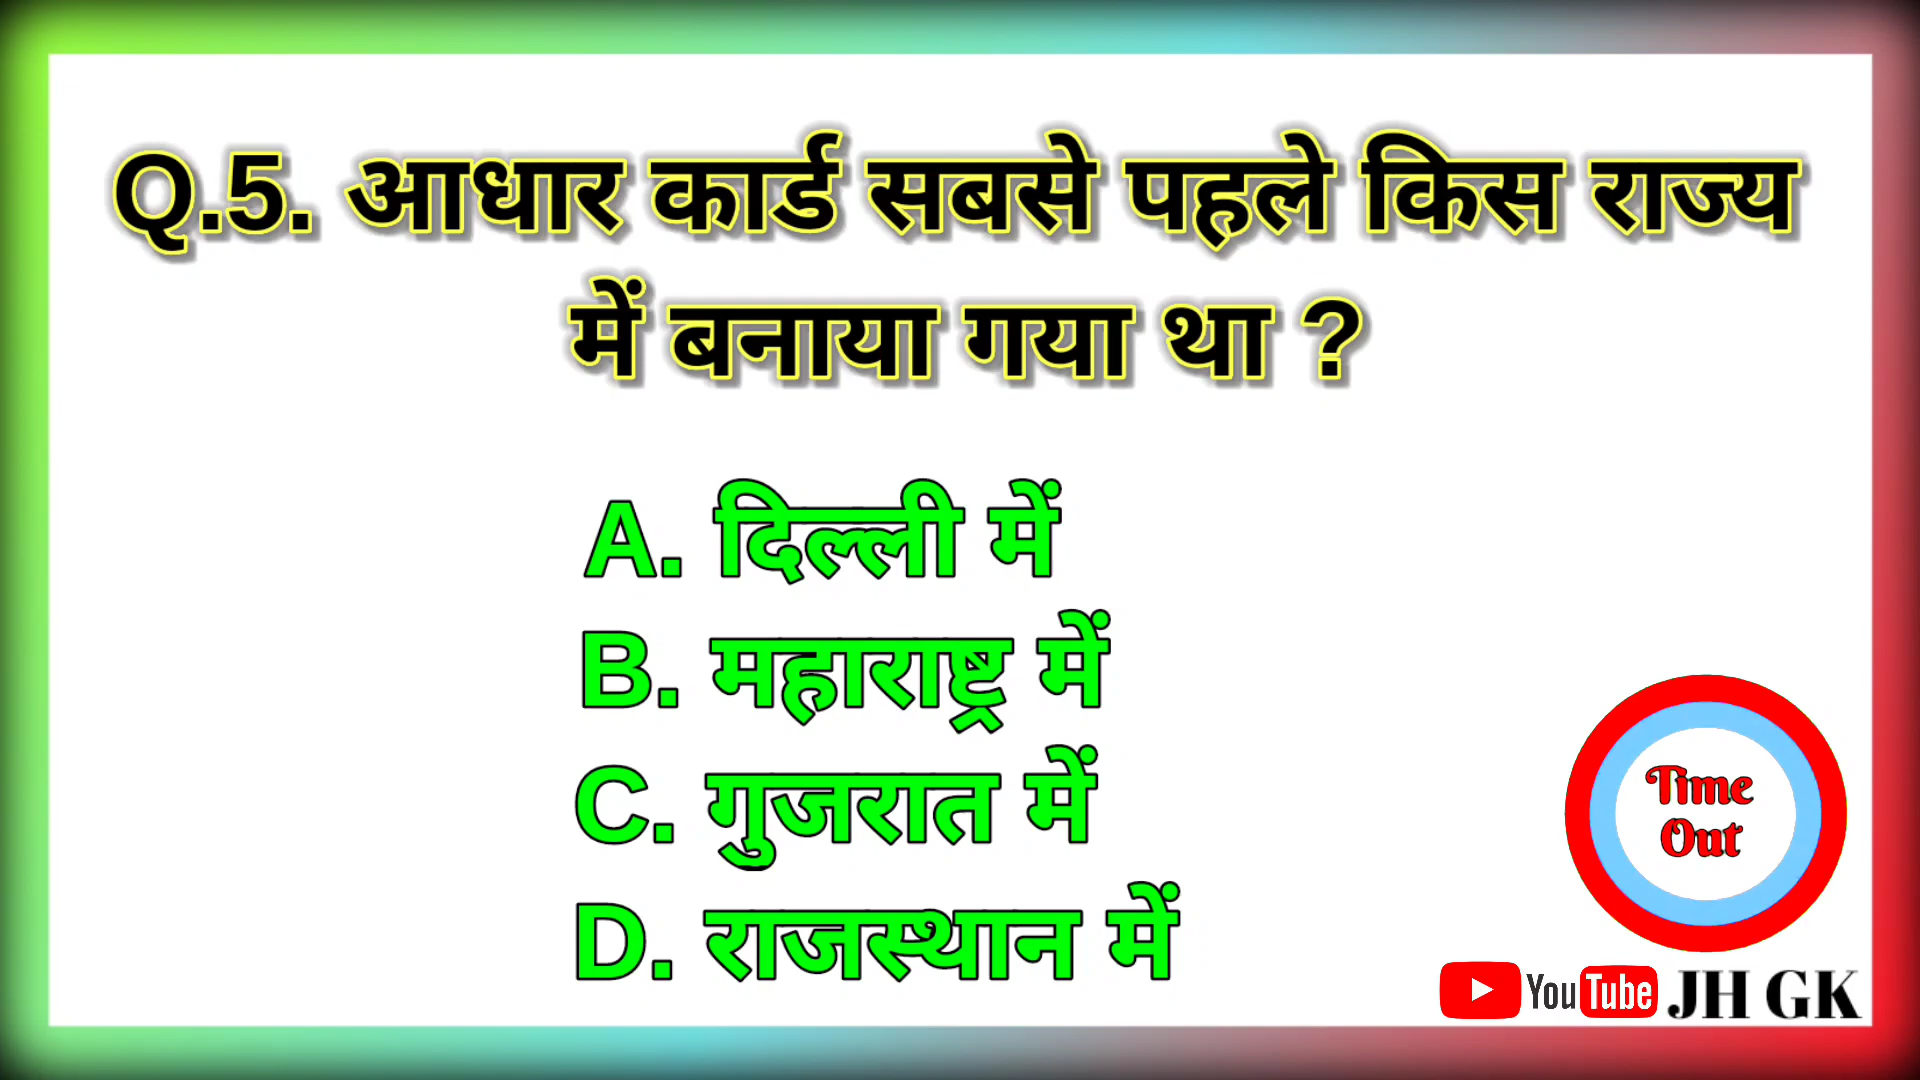 Q.5. आधार कार्ड सबसे पहले किस राज्य
में बनाया गया था ?
A. दिल्ली में
B. महाराष्ट्र में
C. गुजरात में
D. राजस्थान में
Time
Out
YouTube JH GK